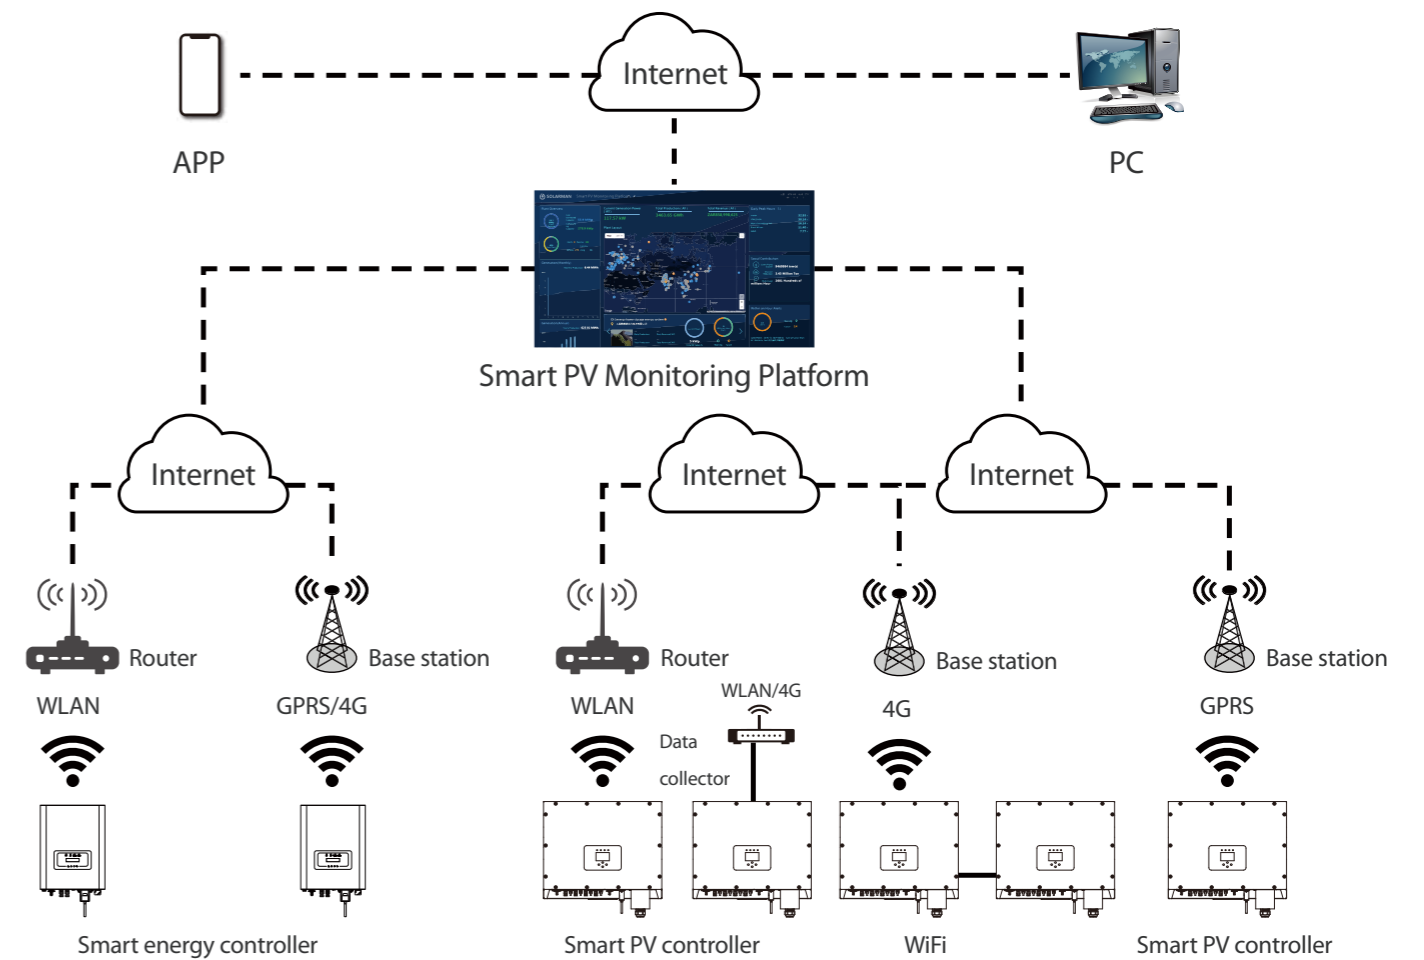 Internet
APP
PC
SOLARMAN
Smart PV Monitoring Platform
Internet
Internet
Internet
Router
Base station
Router
Base station
Base station
WLAN
GPRS/4G
WLAN
WLAN/4G
4G
GPRS
Data
collector
Smart energy controller
Smart PV controller
WiFi
Smart PV controller